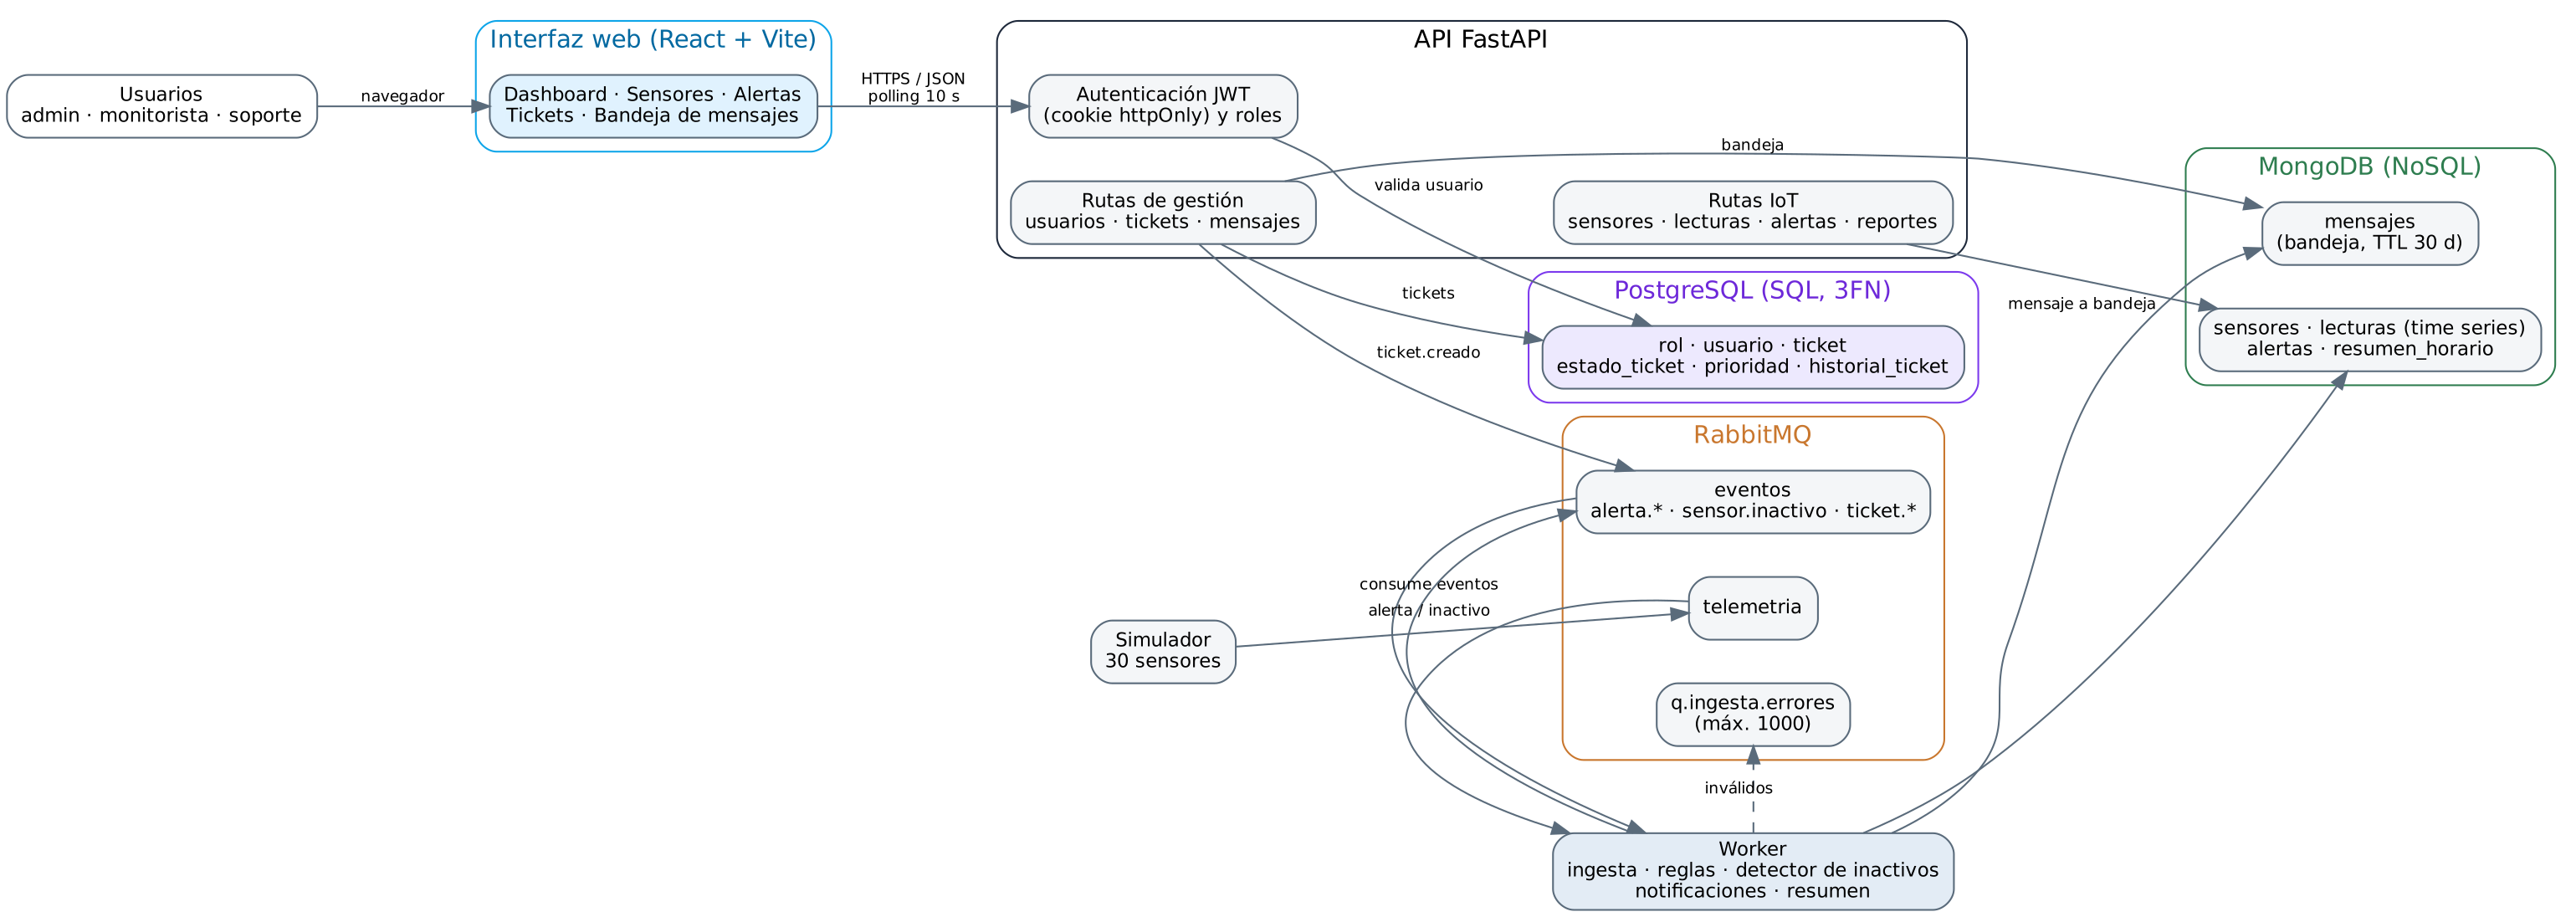 Usuarios
admin · monitorista · soporte
navegador
Interfaz web (React + Vite)
Dashboard · Sensores · Alertas
Tickets · Bandeja de mensajes
HTTPS / JSON
polling 10 s
API FastAPI
Autenticación JWT
(cookie httpOnly) y roles
Rutas de gestión
usuarios · tickets · mensajes
Rutas IoT
sensores · lecturas · alertas · reportes
bandeja
valida usuario
tickets
ticket.creado
PostgreSQL (SQL, 3FN)
rol · usuario · ticket
estado_ticket · prioridad · historial_ticket
MongoDB (NoSQL)
mensajes
(bandeja, TTL 30 d)
mensaje a bandeja
sensores · lecturas (time series)
alertas · resumen_horario
RabbitMQ
eventos
alerta.* · sensor.inactivo · ticket.*
consume eventos
alerta / inactivo
telemetria
Simulador
30 sensores
q.ingesta.errores
(máx. 1000)
inválidos
Worker
ingesta · reglas · detector de inactivos
notificaciones · resumen